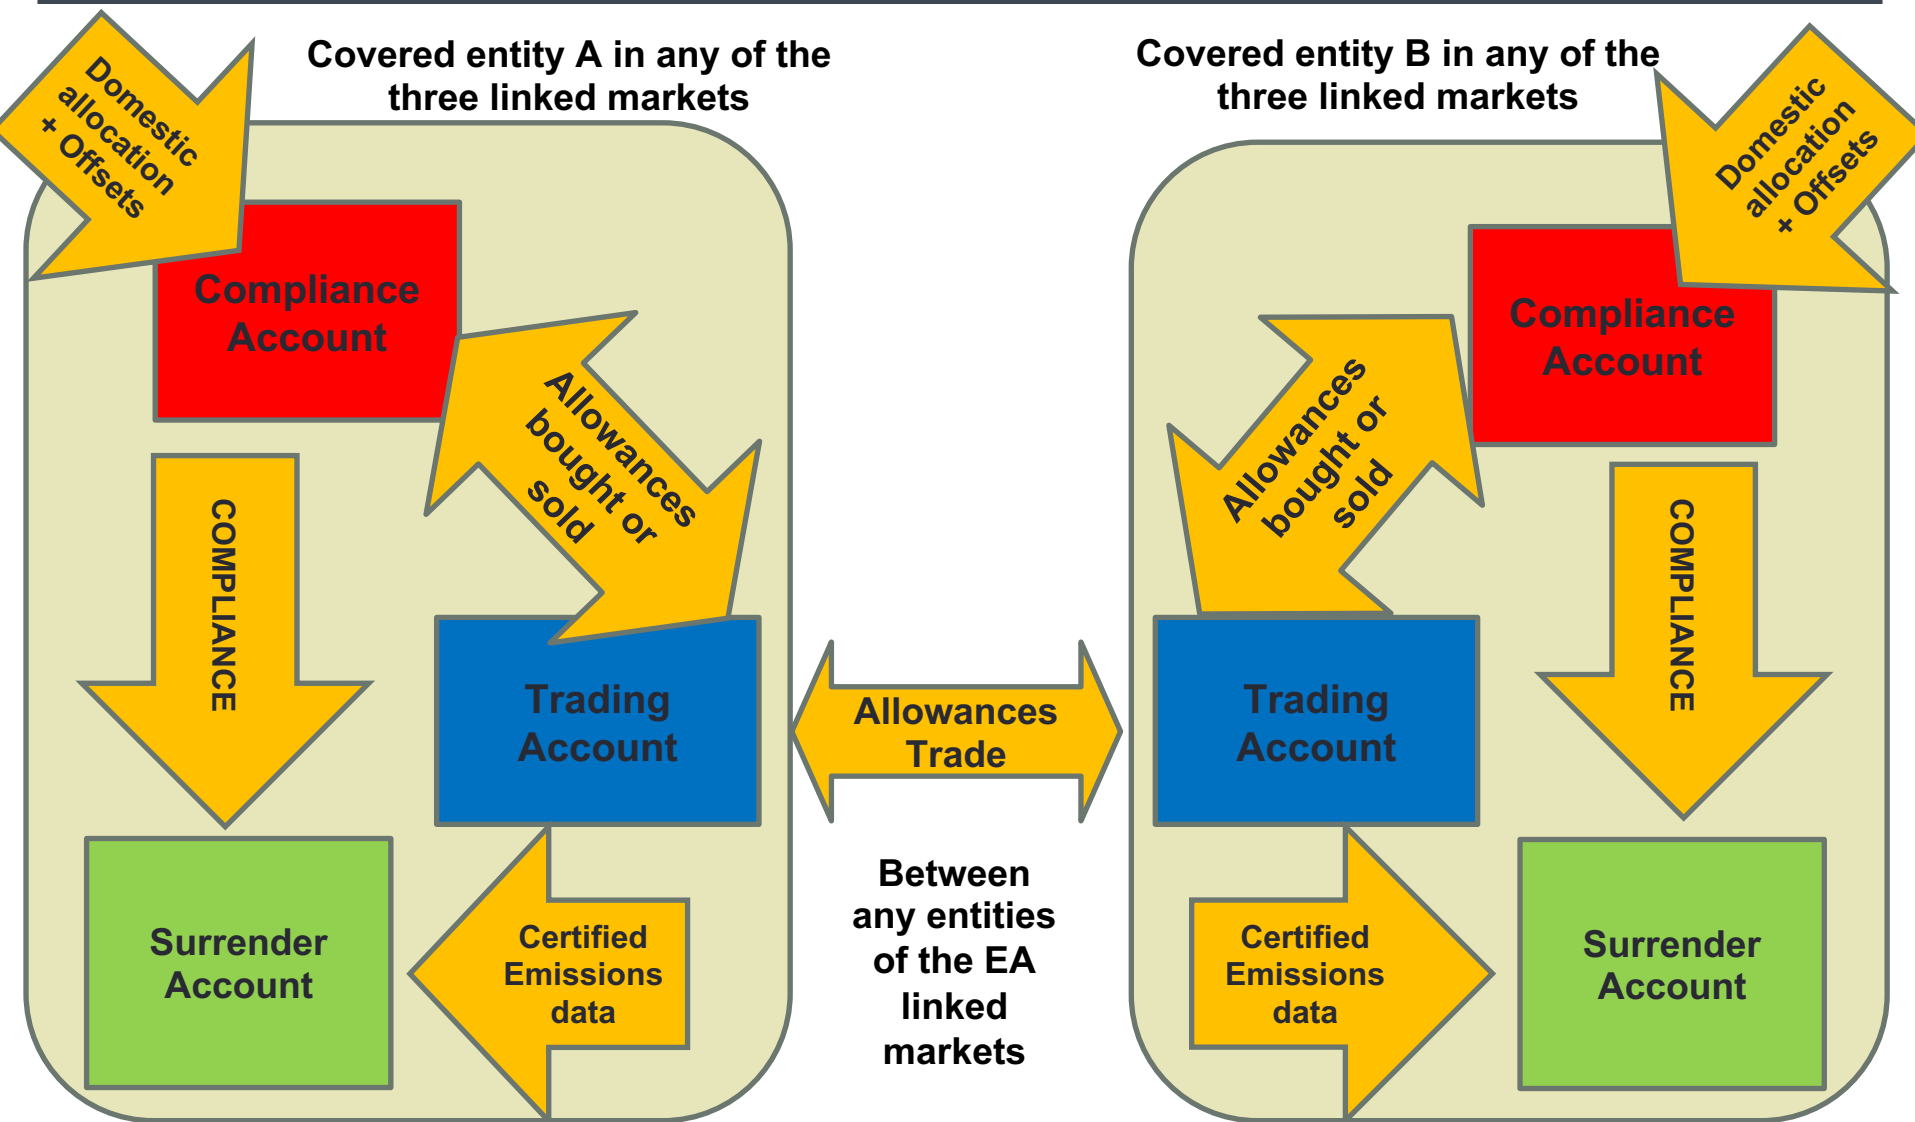 Covered entity A in any of the
three linked markets
Domestic
allocation
+ Offsets
Compliance
Account
Allowances
bought or
sold
COMPLIANCE
Trading
Account
Surrender
Account
Certified
Emissions
data
Allowances
Trade
Between
any entities
of the EA
linked
markets
Covered entity B in any of the
three linked markets
Domestic
allocation
+ Offsets
Compliance
Account
Allowances
bought or
sold
COMPLIANCE
Trading
Account
Certified
Emissions
data
Surrender
Account